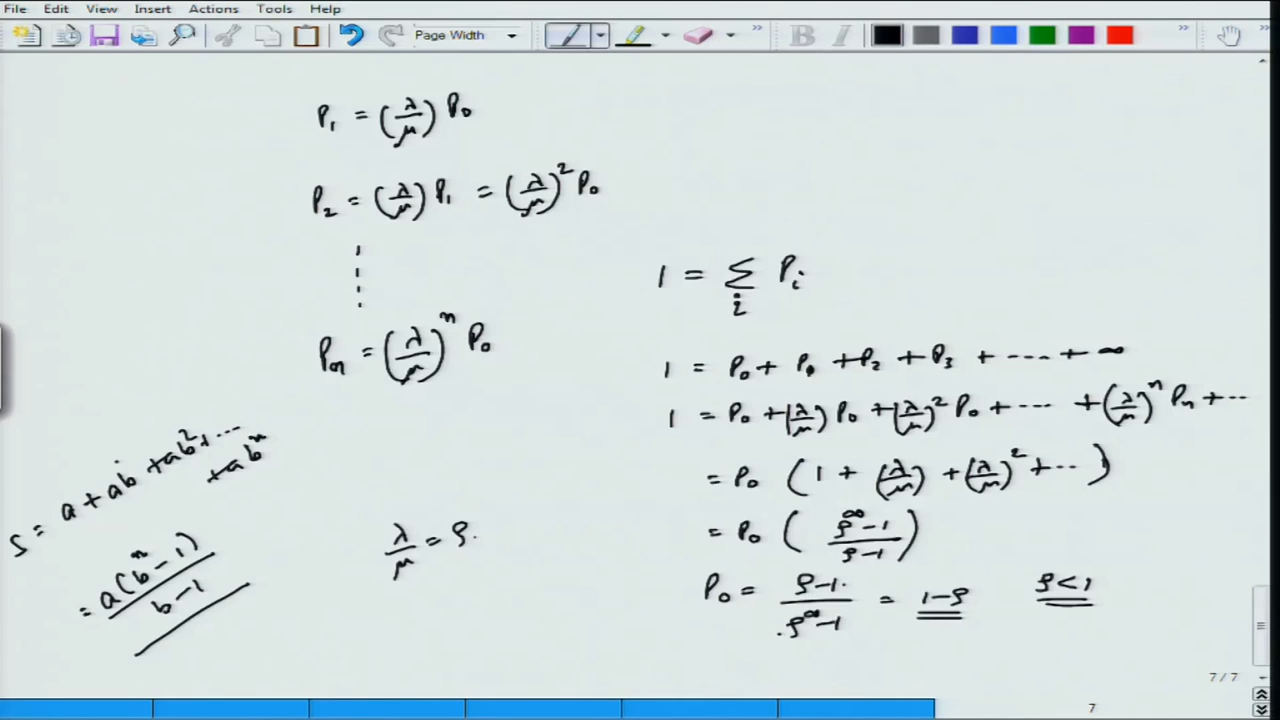 File Edit View Insert Actions Tools Help
Page Width
P₁ = (λ/μ) P₀
P₂ = (λ/μ) P₁ = (λ/μ)² P₀
Pₙ = (λ/μ)ⁿ P₀
S = a + ab + ab² + ... + abⁿ
= a(bⁿ - 1) / b - 1
λ/μ = ρ.
1 = Σᵢ Pᵢ
1 = P₀ + P₁ + P₂ + P₃ + ---- + ∞
1 = P₀ + (λ/μ) P₀ + (λ/μ)² P₀ + ---- + (λ/μ)ⁿ Pₙ + ---
= P₀ (1 + (λ/μ) + (λ/μ)² + ---)
= P₀ (ρ^∞ - 1 / ρ - 1)
P₀ = ρ - 1 / ρ^∞ - 1 = 1 - ρ ρ < 1
7 / 7
7